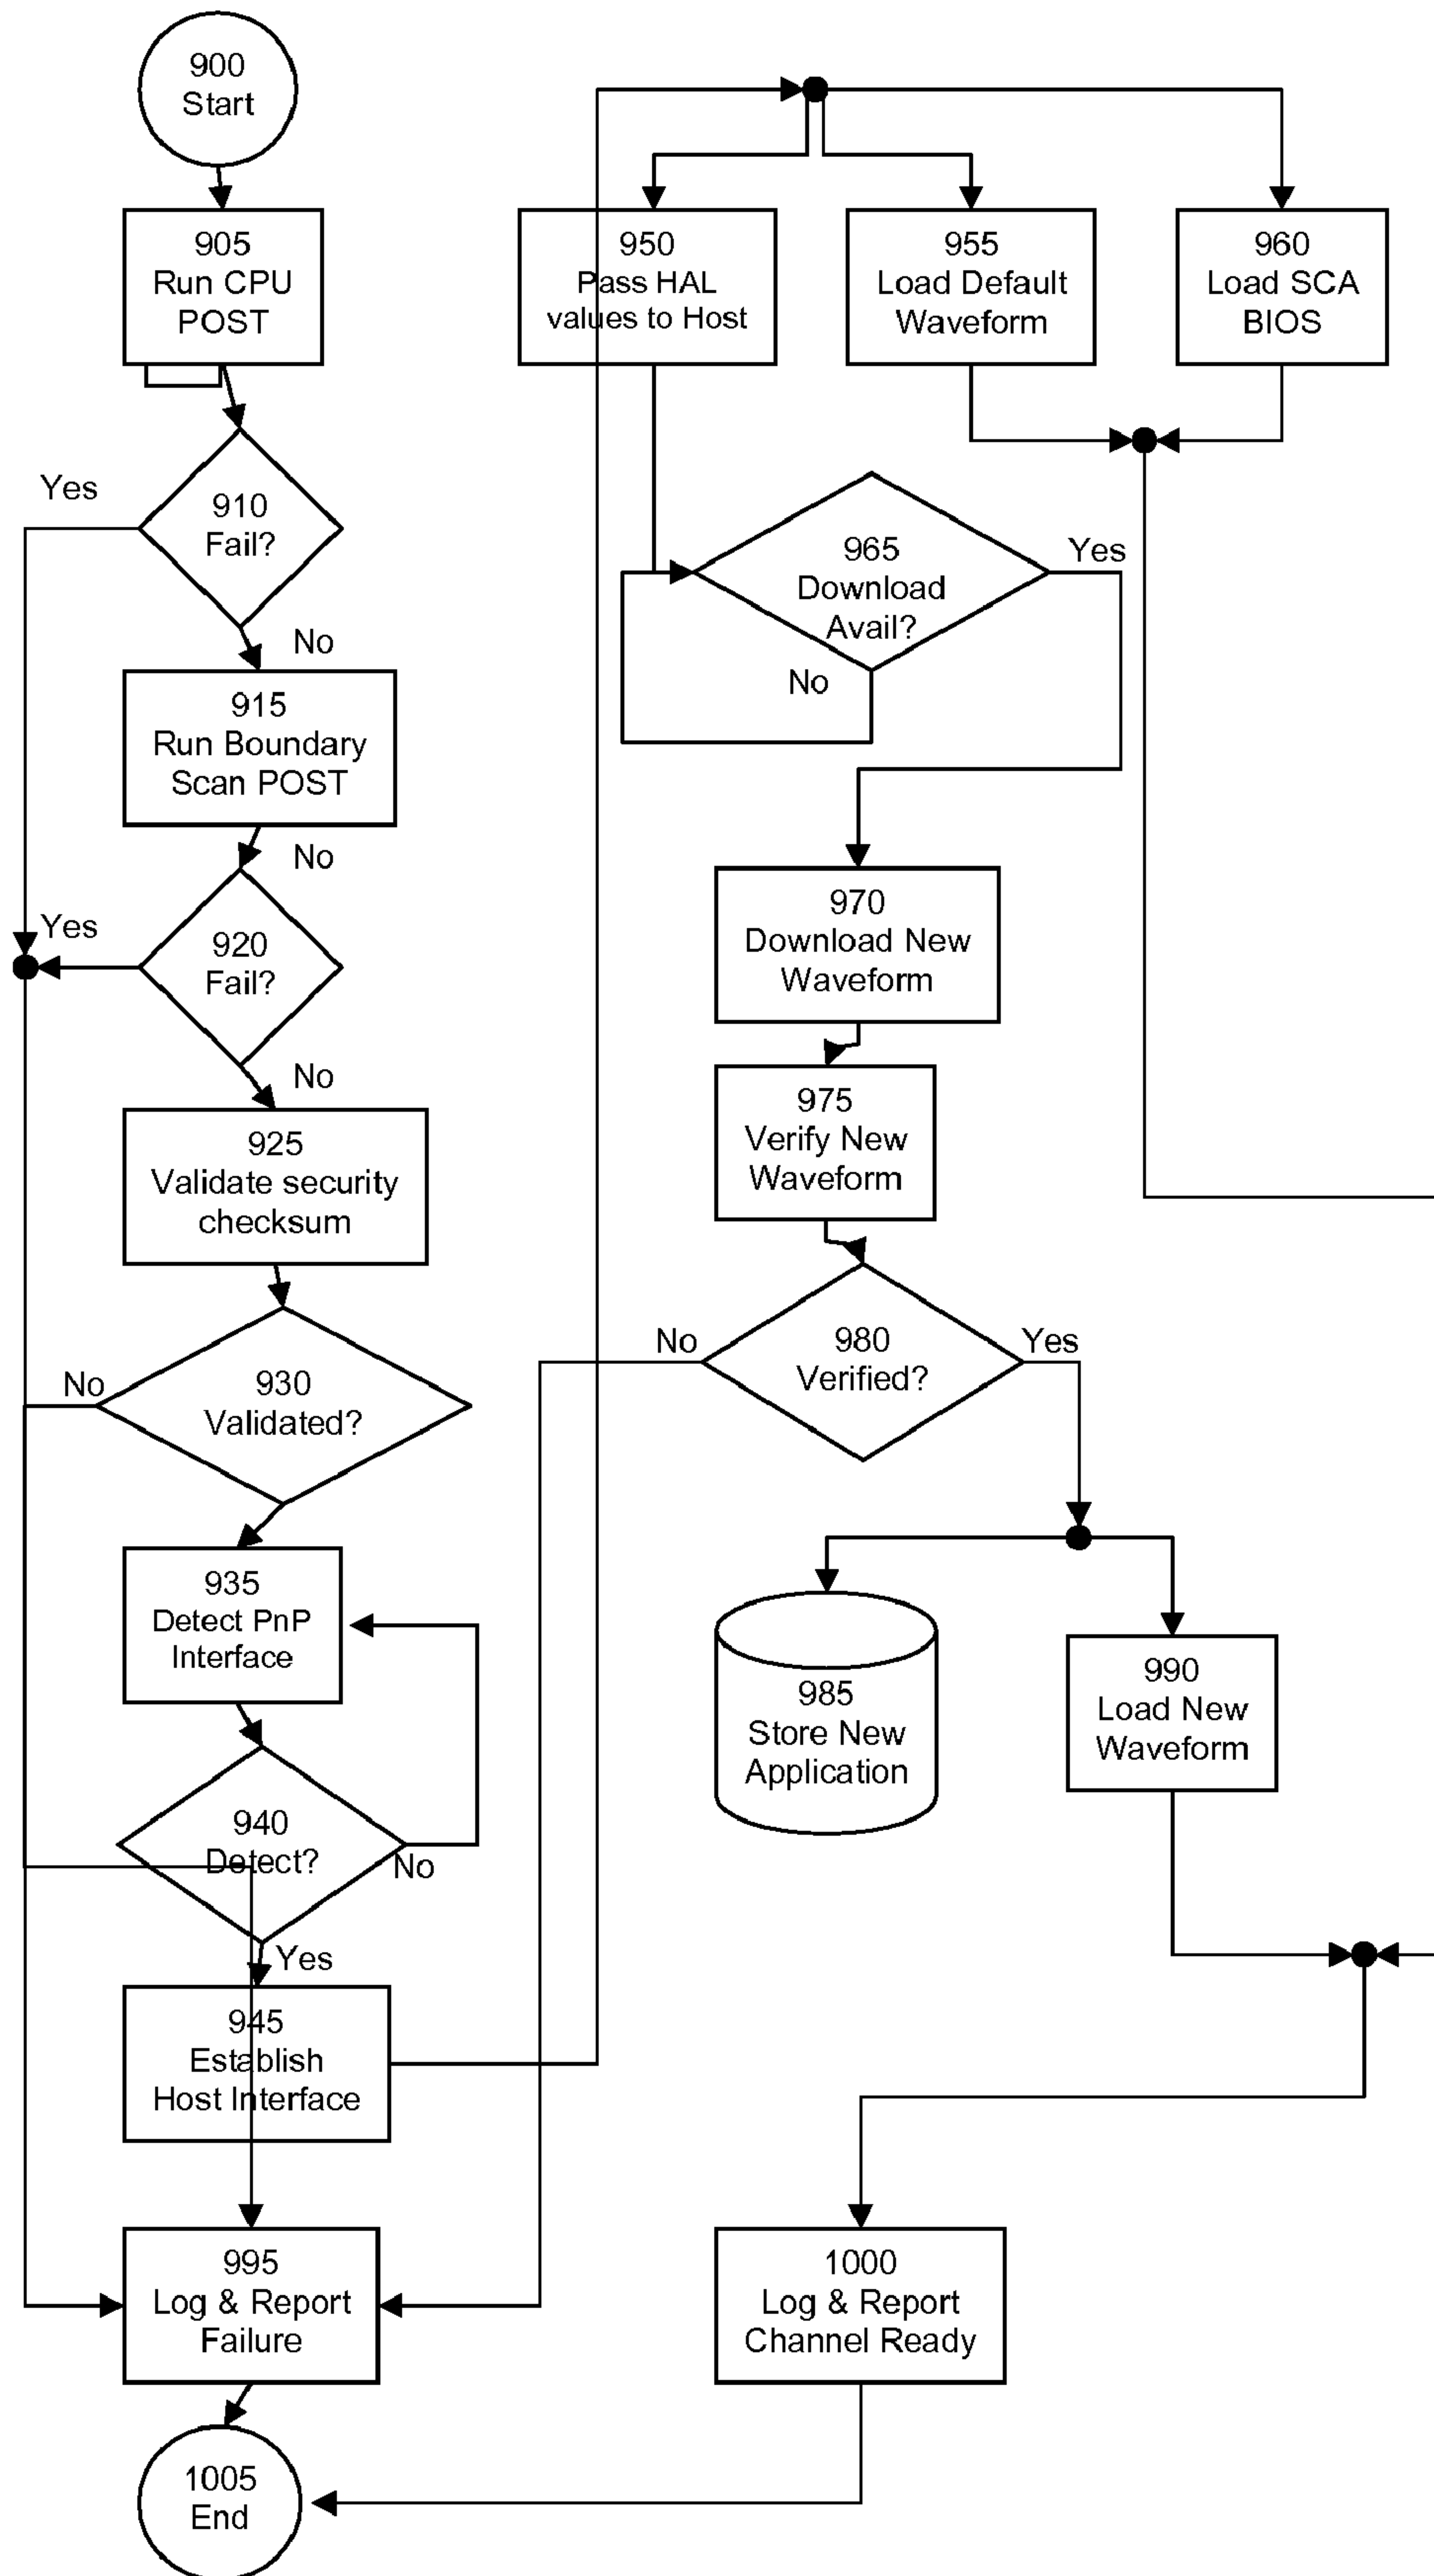 900
Start
905
Run CPU
POST
Yes
910
Fail?
No
915
Run Boundary
Scan POST
No
Yes
920
Fail?
No
925
Validate security
checksum
No
930
Validated?
935
Detect PnP
Interface
940
Detect?
No
Yes
945
Establish
Host Interface
995
Log & Report
Failure
1005
End
950
Pass HAL
values to Host
955
Load Default
Waveform
960
Load SCA
BIOS
965
Download
Avail?
Yes
No
970
Download New
Waveform
975
Verify New
Waveform
No
980
Verified?
Yes
985
Store New
Application
990
Load New
Waveform
1000
Log & Report
Channel Ready